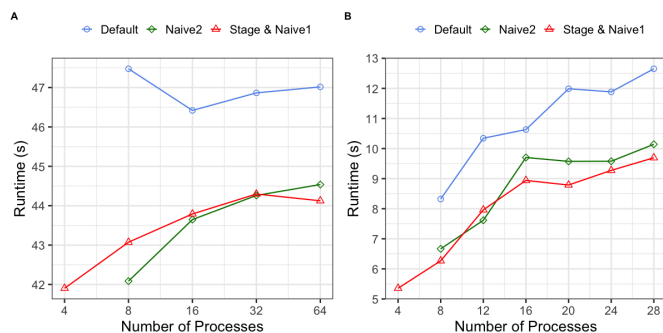 A
Default Naive2 Stage & Naive1
47
46
45
44
43
42
4 8 16 32 64
Runtime (s)
Number of Processes
B
Default Naive2 Stage & Naive1
13
12
11
10
9
8
7
6
5
4 8 12 16 20 24 28
Runtime (s)
Number of Processes